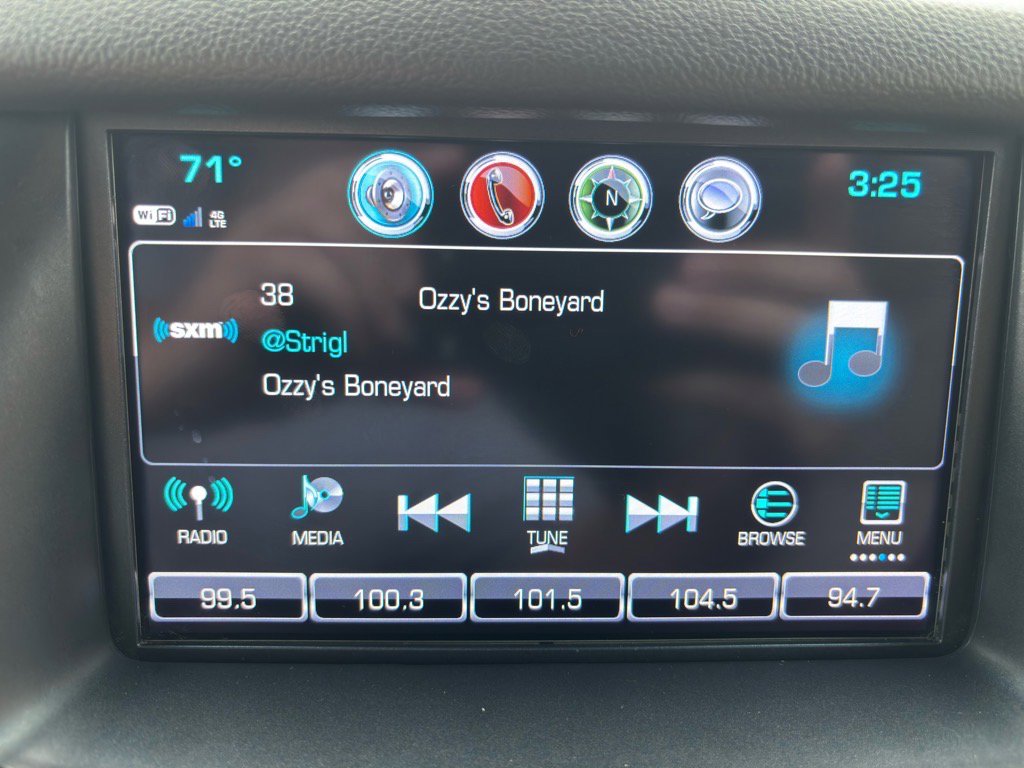 71°
3:25
WiFi 4G LTE
N
38 Ozzy's Boneyard
sxm
@Strigl
Ozzy's Boneyard
RADIO MEDIA TUNE BROWSE MENU
99.5 100.3 101.5 104.5 94.7